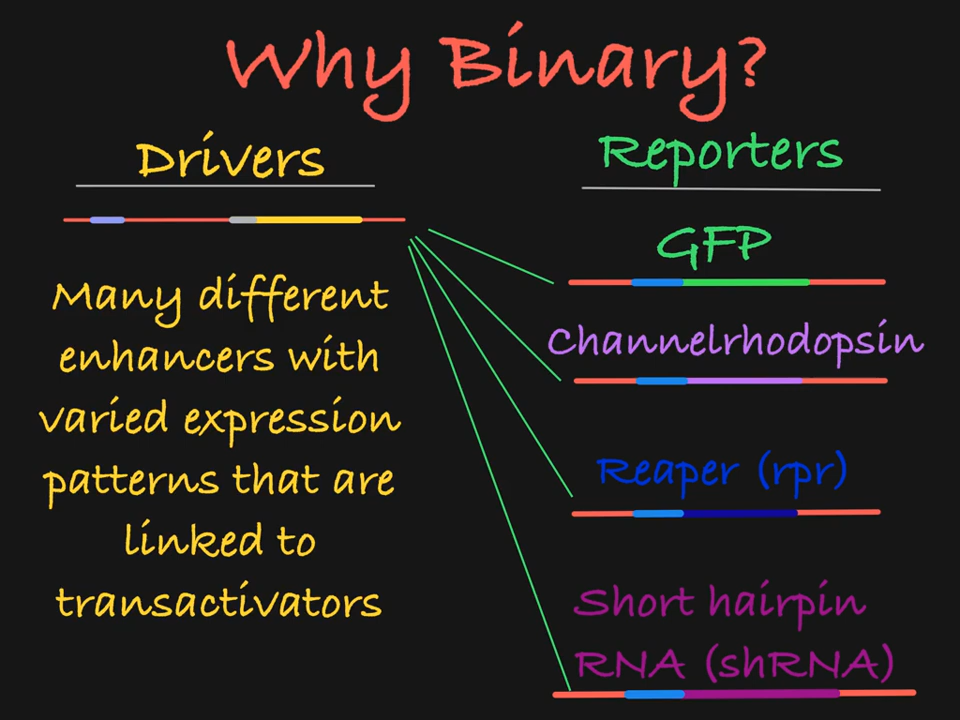 Why Binary?
Drivers
Many different
enhancers with
varied expression
patterns that are
linked to
transactivators
Reporters
GFP
Channelrhodopsin
Reaper (rpr)
Short hairpin
RNA (shRNA)